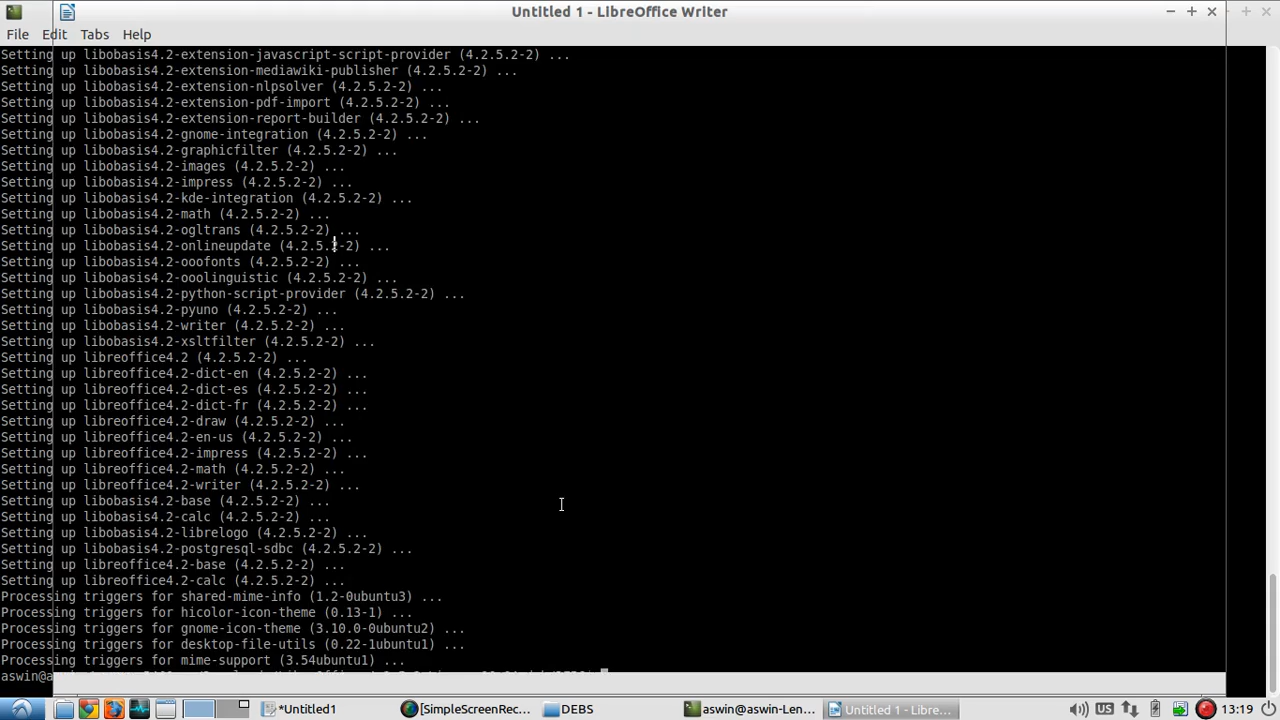 Untitled 1 - LibreOffice Writer
File Edit Tabs Help
Setting up libobasis4.2-extension-javascript-script-provider (4.2.5.2-2) ...
Setting up libobasis4.2-extension-mediawiki-publisher (4.2.5.2-2) ...
Setting up libobasis4.2-extension-nlpsolver (4.2.5.2-2) ...
Setting up libobasis4.2-extension-pdf-import (4.2.5.2-2) ...
Setting up libobasis4.2-extension-report-builder (4.2.5.2-2) ...
Setting up libobasis4.2-gnome-integration (4.2.5.2-2) ...
Setting up libobasis4.2-graphicfilter (4.2.5.2-2) ...
Setting up libobasis4.2-images (4.2.5.2-2) ...
Setting up libobasis4.2-impress (4.2.5.2-2) ...
Setting up libobasis4.2-kde-integration (4.2.5.2-2) ...
Setting up libobasis4.2-math (4.2.5.2-2) ...
Setting up libobasis4.2-ogltrans (4.2.5.2-2) ...
Setting up libobasis4.2-onlineupdate (4.2.5.2-2) ...
Setting up libobasis4.2-ooofonts (4.2.5.2-2) ...
Setting up libobasis4.2-ooolinguistic (4.2.5.2-2) ...
Setting up libobasis4.2-python-script-provider (4.2.5.2-2) ...
Setting up libobasis4.2-pyuno (4.2.5.2-2) ...
Setting up libobasis4.2-writer (4.2.5.2-2) ...
Setting up libobasis4.2-xsltfilter (4.2.5.2-2) ...
Setting up libreoffice4.2 (4.2.5.2-2) ...
Setting up libreoffice4.2-dict-en (4.2.5.2-2) ...
Setting up libreoffice4.2-dict-es (4.2.5.2-2) ...
Setting up libreoffice4.2-dict-fr (4.2.5.2-2) ...
Setting up libreoffice4.2-draw (4.2.5.2-2) ...
Setting up libreoffice4.2-en-us (4.2.5.2-2) ...
Setting up libreoffice4.2-impress (4.2.5.2-2) ...
Setting up libreoffice4.2-math (4.2.5.2-2) ...
Setting up libreoffice4.2-writer (4.2.5.2-2) ...
Setting up libobasis4.2-base (4.2.5.2-2) ...
Setting up libobasis4.2-calc (4.2.5.2-2) ...
Setting up libobasis4.2-librelogo (4.2.5.2-2) ...
Setting up libobasis4.2-postgresql-sdbc (4.2.5.2-2) ...
Setting up libreoffice4.2-base (4.2.5.2-2) ...
Setting up libreoffice4.2-calc (4.2.5.2-2) ...
Processing triggers for shared-mime-info (1.2-0ubuntu3) ...
Processing triggers for hicolor-icon-theme (0.13-1) ...
Processing triggers for gnome-icon-theme (3.10.0-0ubuntu2) ...
Processing triggers for desktop-file-utils (0.22-1ubuntu1) ...
Processing triggers for mime-support (3.54ubuntu1) ...
aswin@a
*Untitled1 [SimpleScreenRec... DEBS aswin@aswin-Len... Untitled 1 - Libre... US 13:19